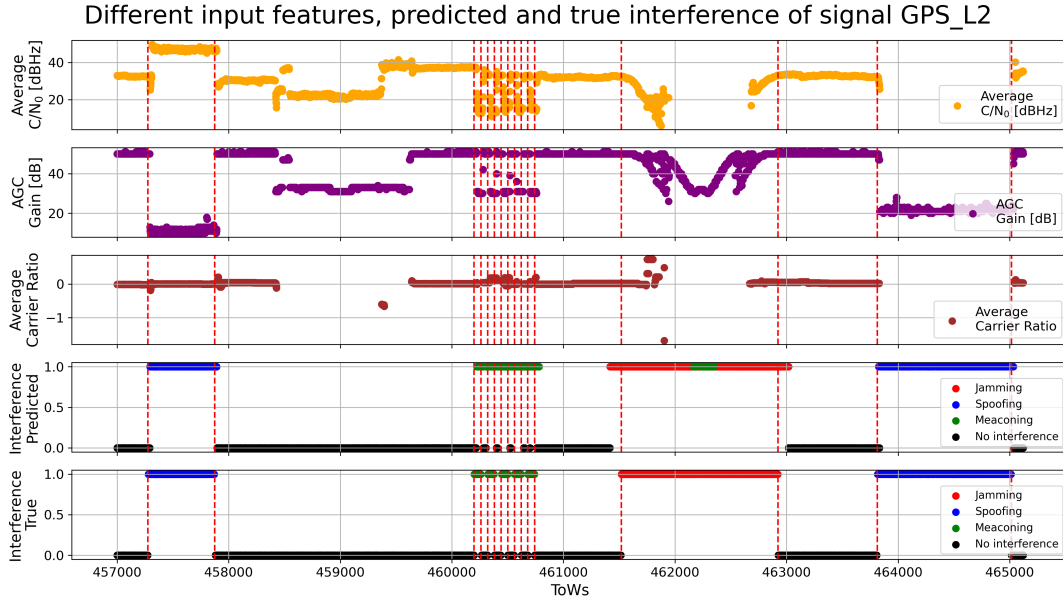 Different input features, predicted and true interference of signal GPS_L2
Average
C/N₀ [dBHz]
40
20
Average
C/N₀ [dBHz]
AGC
Gain [dB]
40
20
AGC
Gain [dB]
Average
Carrier Ratio
0
−1
Average
Carrier Ratio
Interference
Predicted
1.0
0.5
0.0
Jamming
Spoofing
Meaconing
No interference
Interference
True
1.0
0.5
0.0
Jamming
Spoofing
Meaconing
No interference
457000 458000 459000 460000 461000 462000 463000 464000 465000
ToWs